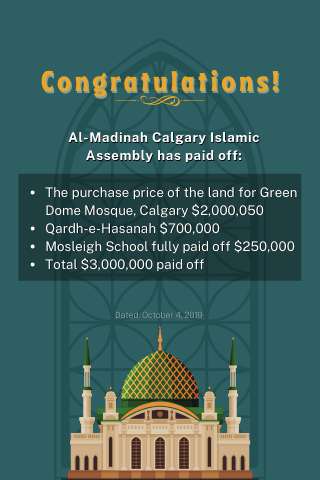 Congratulations!
Al-Madinah Calgary Islamic
Assembly has paid off:
• The purchase price of the land for Green
Dome Mosque, Calgary $2,000,050
• Qardh-e-Hasanah $700,000
• Mosleigh School fully paid off $250,000
• Total $3,000,000 paid off
Dated: October 4, 2019